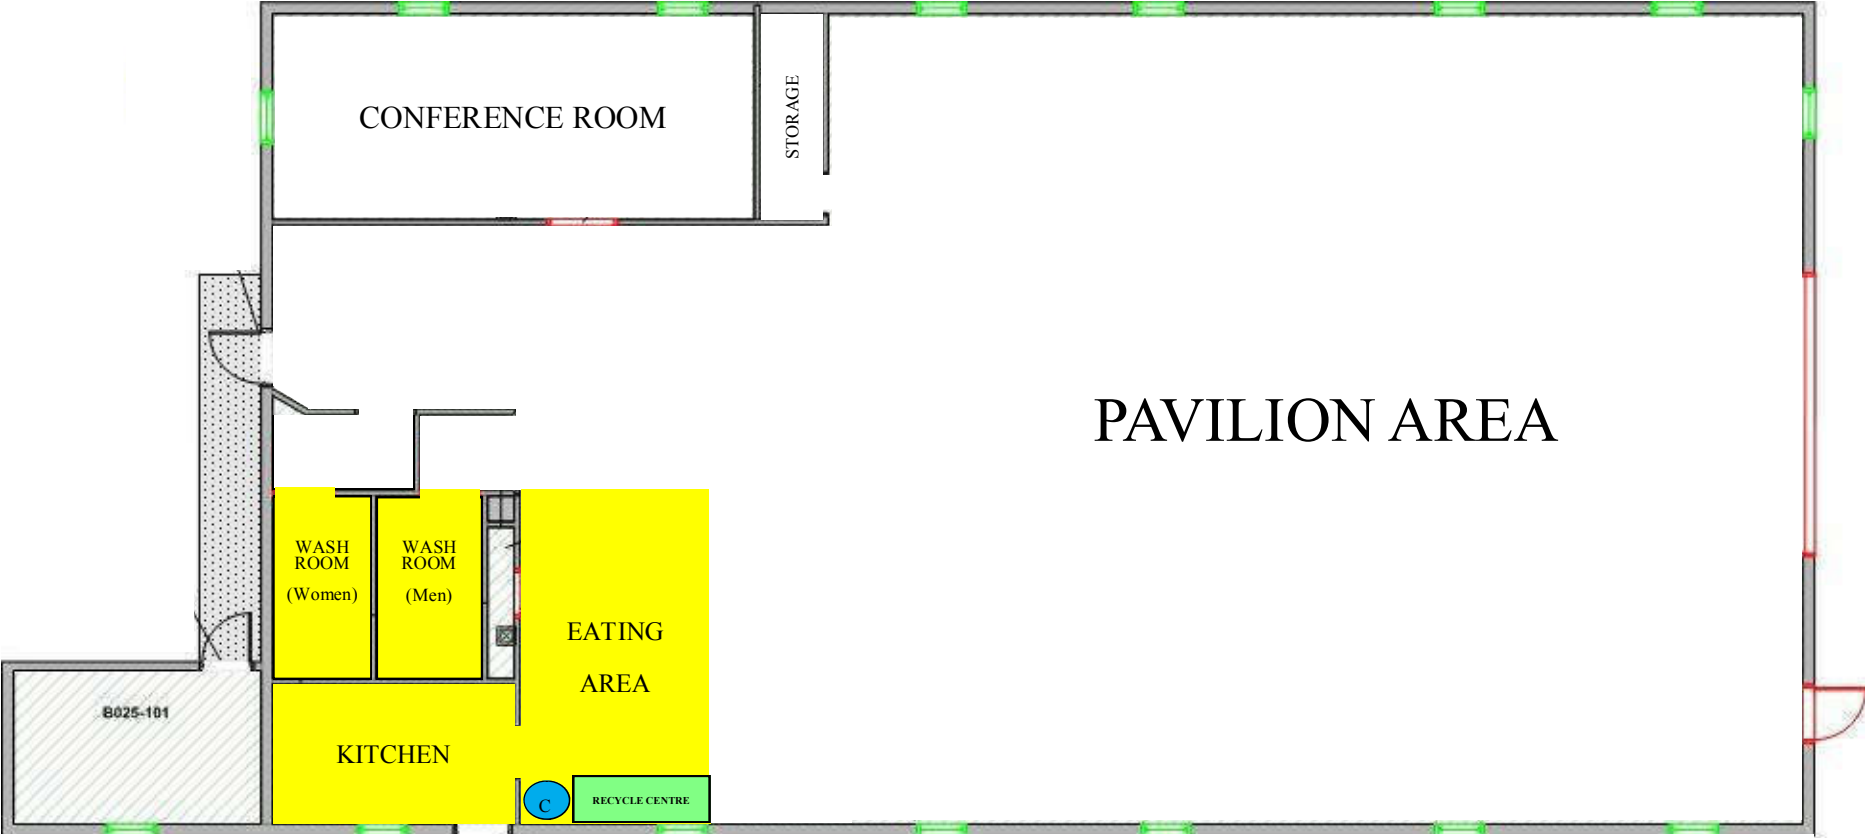 CONFERENCE ROOM
STORAGE
PAVILION AREA
WASH
ROOM
(Women)
WASH
ROOM
(Men)
EATING
AREA
B025-101
KITCHEN
C
RECYCLE CENTRE